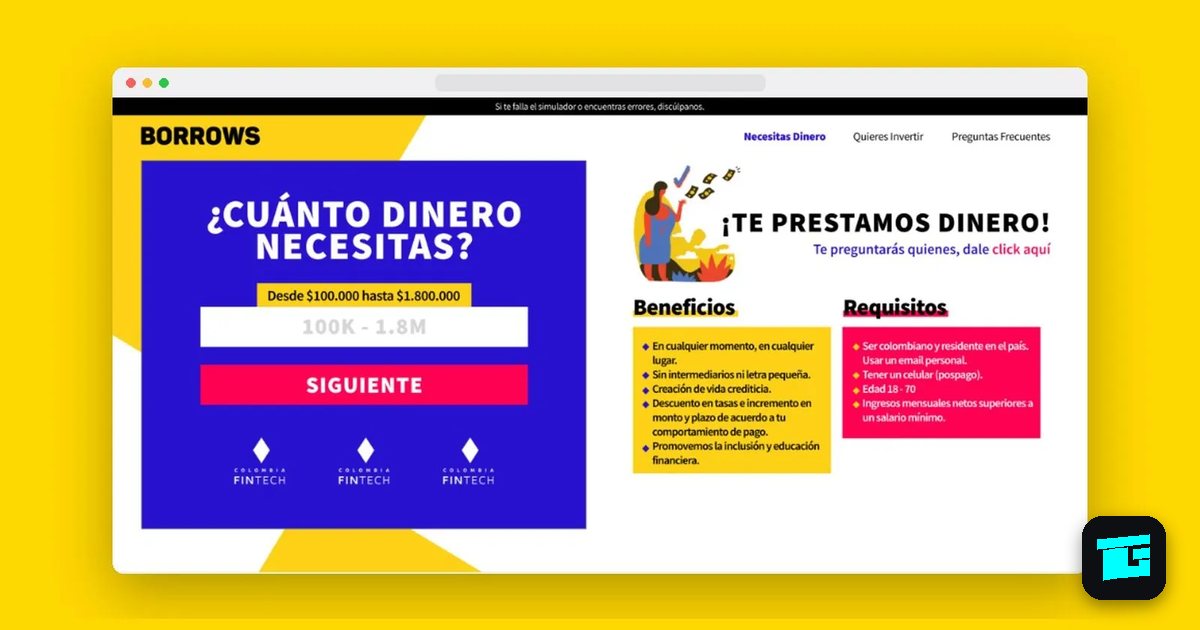 Si te falla el simulador o encuentras errores, discúlpanos.
BORROWS
Necesitas Dinero
Quieres Invertir
Preguntas Frecuentes
¿CUÁNTO DINERO
NECESITAS?
Desde $100.000 hasta $1.800.000
100K - 1.8M
SIGUIENTE
COLOMBIA
FINTECH
COLOMBIA
FINTECH
COLOMBIA
FINTECH
¡TE PRESTAMOS DINERO!
Te preguntarás quienes, dale click aquí
Beneficios
En cualquier momento, en cualquier
lugar.
Sin intermediarios ni letra pequeña.
Creación de vida crediticia.
Descuento en tasas e incremento en
monto y plazo de acuerdo a tu
comportamiento de pago.
Promovemos la inclusión y educación
financiera.
Requisitos
Ser colombiano y residente en el país.
Usar un email personal.
Tener un celular (pospago).
Edad 18 - 70
Ingresos mensuales netos superiores a
un salario mínimo.